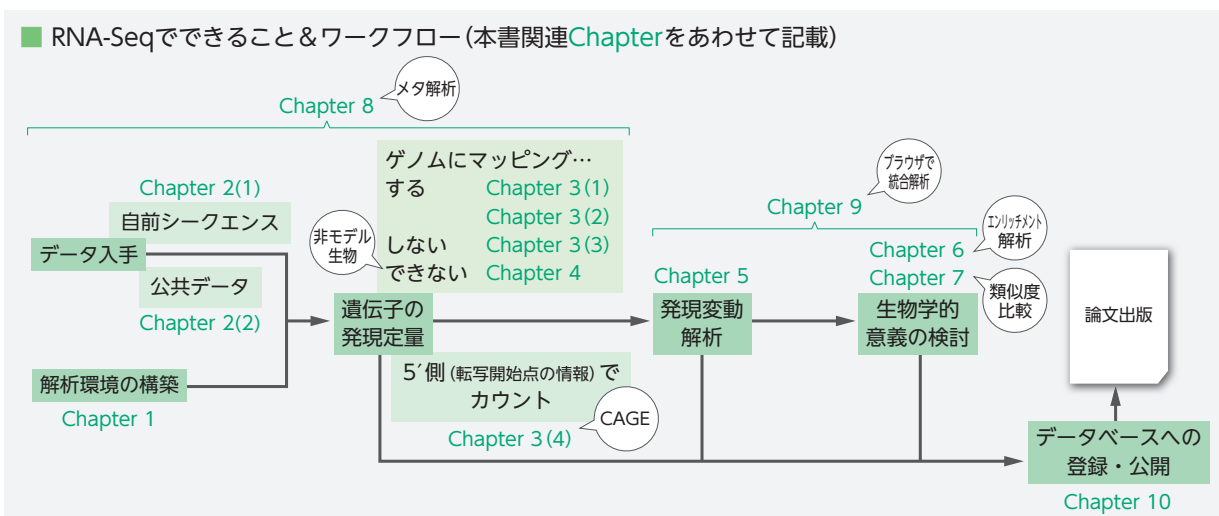 RNA-Seqでできること＆ワークフロー（本書関連Chapterをあわせて記載）
Chapter 8
メタ解析
Chapter 2(1)
自前シークエンス
データ入手
公共データ
Chapter 2(2)
解析環境の構築
Chapter 1
ゲノムにマッピング…
する Chapter 3(1)
Chapter 3(2)
しない Chapter 3(3)
できない Chapter 4
非モデル
生物
遺伝子の
発現定量
5′側（転写開始点の情報）で
カウント
Chapter 3(4)
CAGE
Chapter 9
ブラウザで
統合解析
Chapter 5
発現変動
解析
Chapter 6
エンリッチメント
解析
Chapter 7
類似度
比較
生物学的
意義の検討
論文出版
データベースへの
登録・公開
Chapter 10